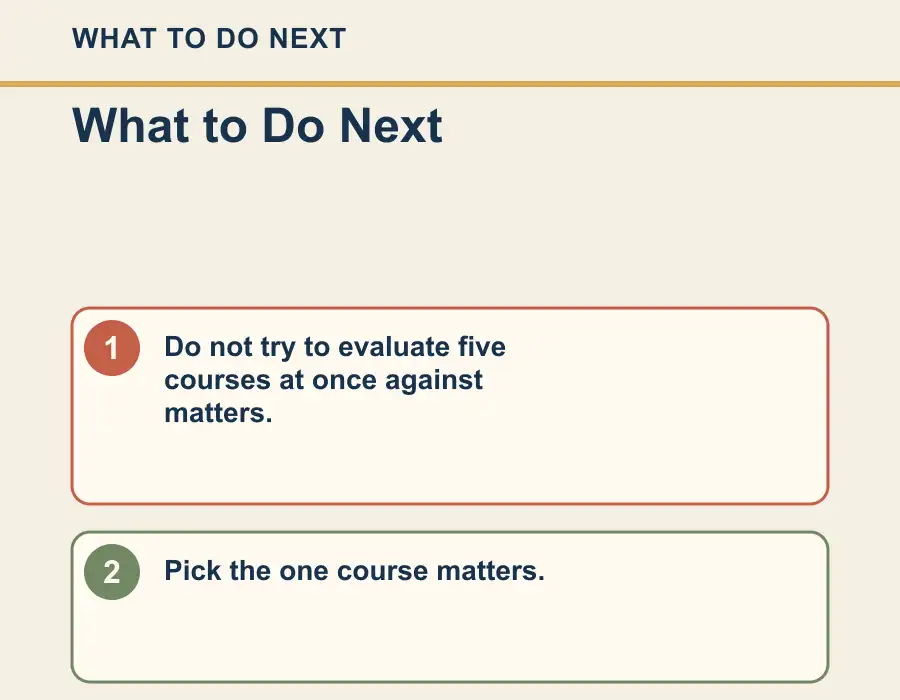 WHAT TO DO NEXT
What to Do Next
1
Do not try to evaluate five
courses at once against
matters.
2
Pick the one course matters.